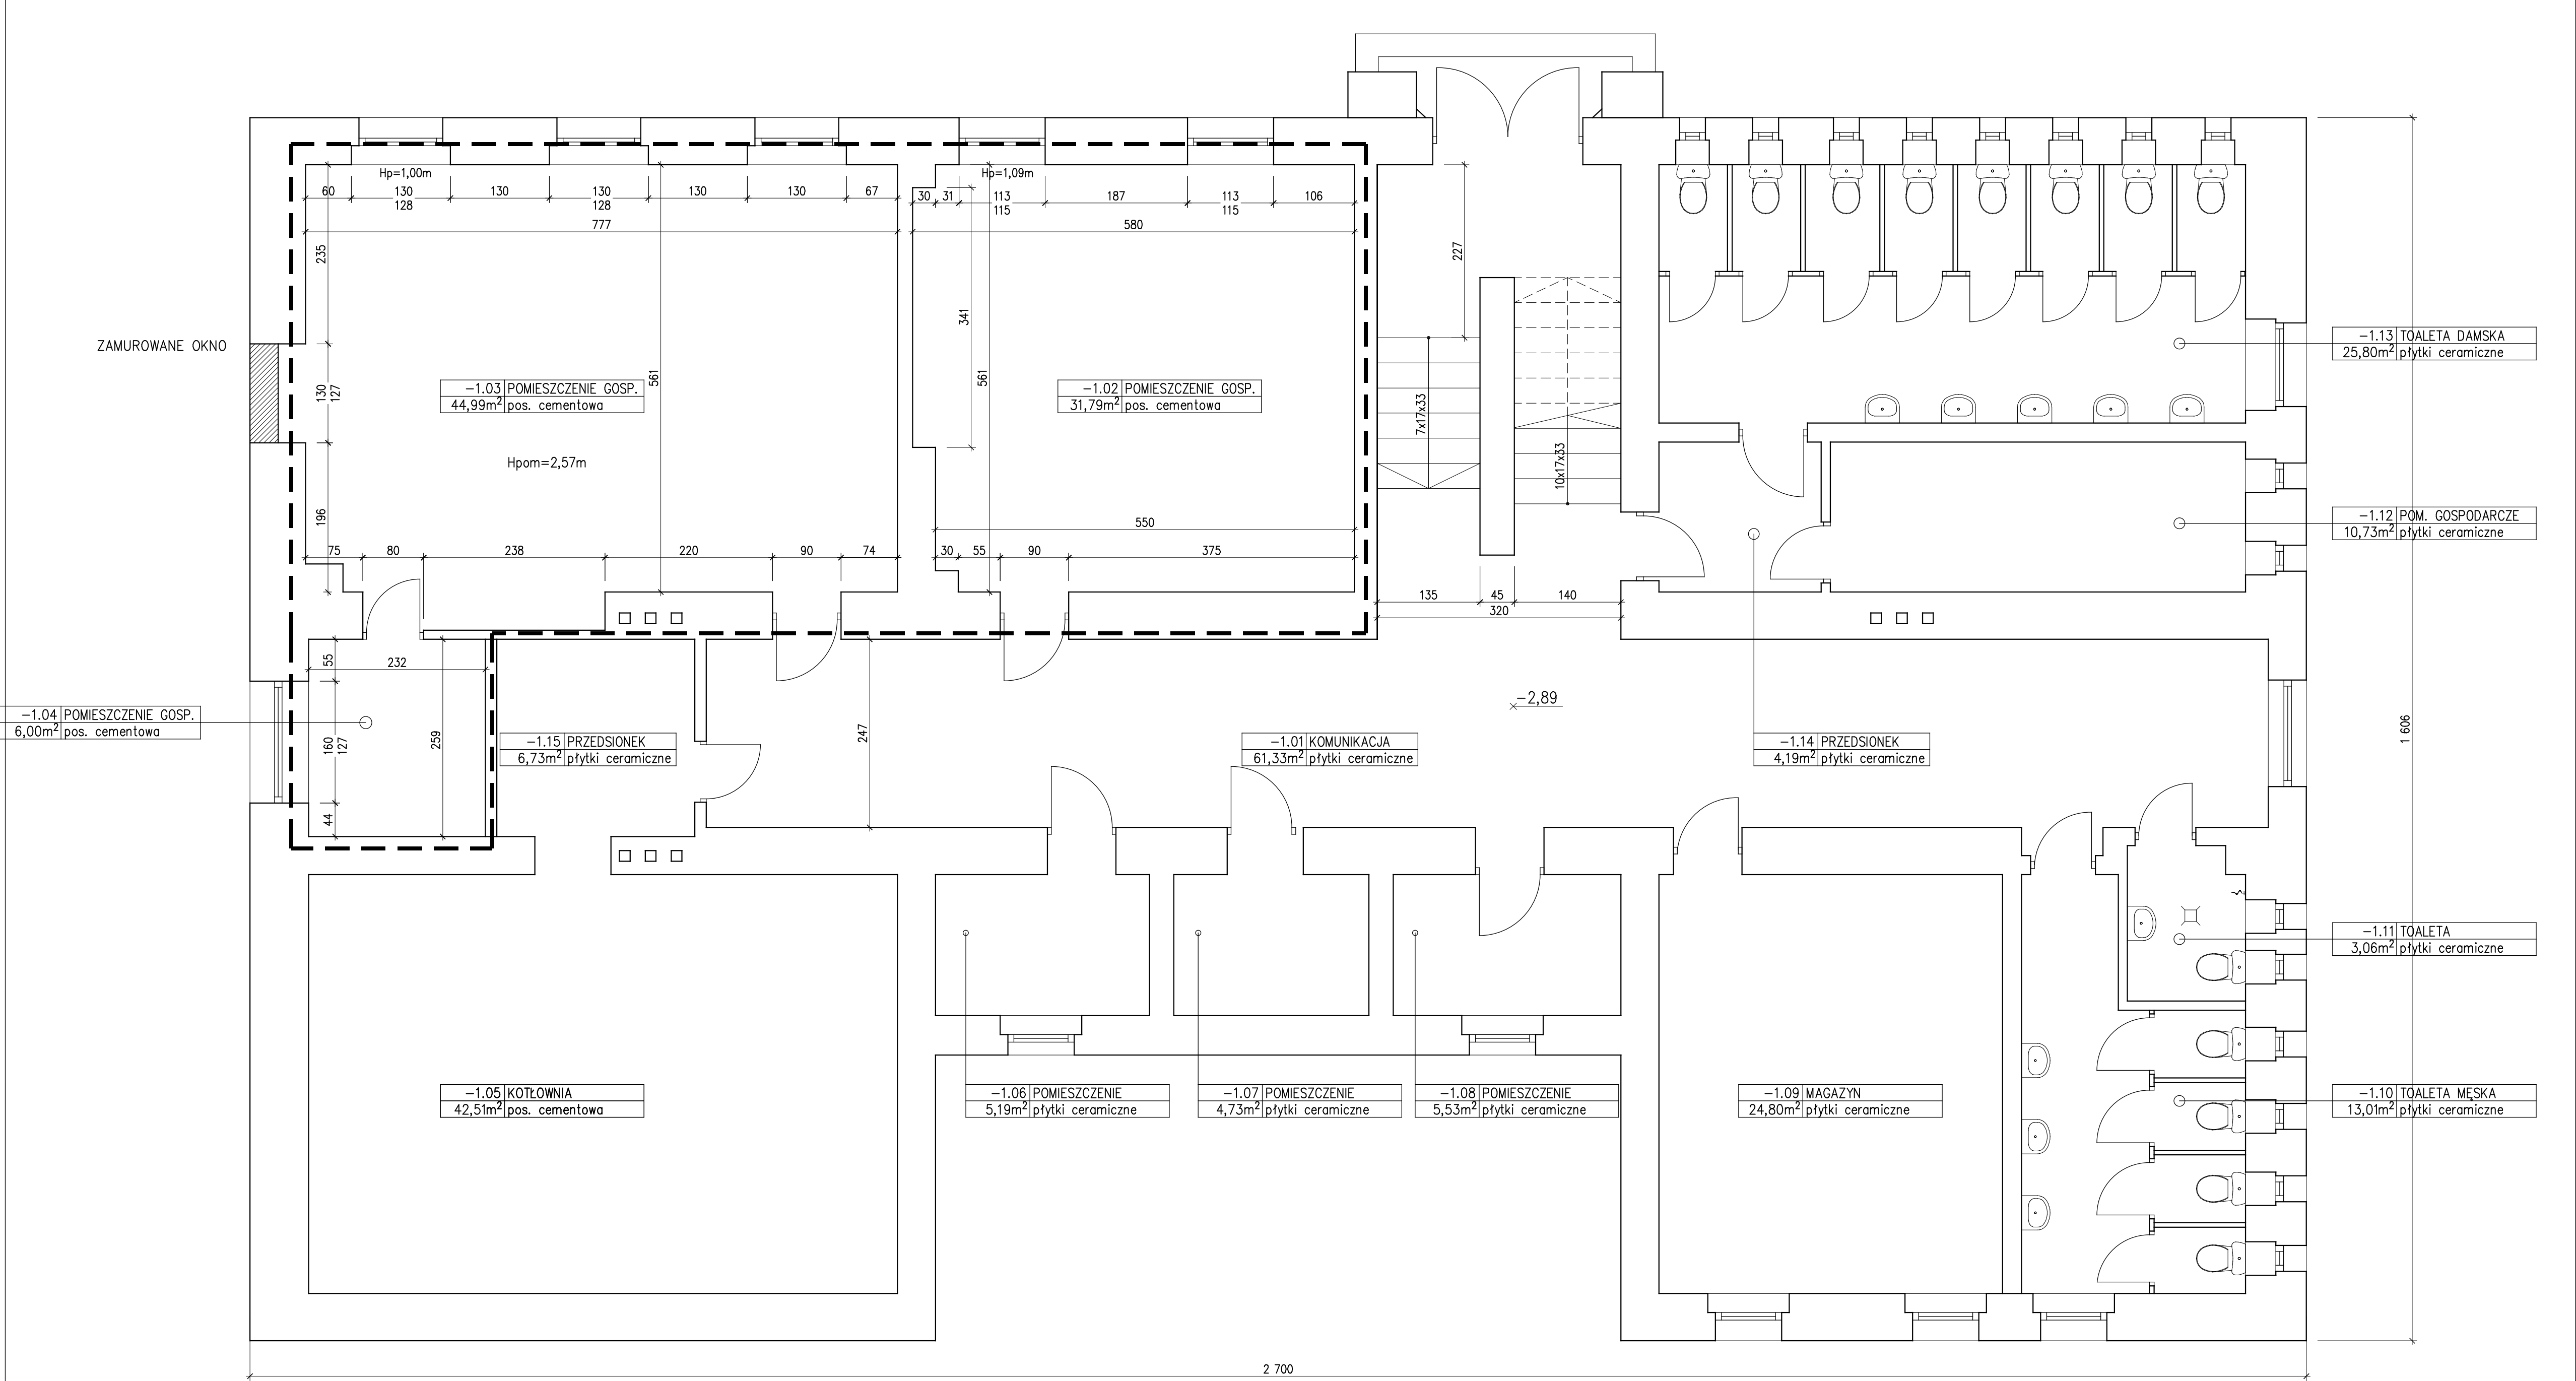 Hp=1,00m
Hp=1,09m
60
130
128
130
130
128
130
130
67
30
31
113
115
187
113
115
106
777
580
235
227
341
ZAMUROWANE OKNO
-1.13 TOALETA DAMSKA
25,80m² płytki ceramiczne
130
127
561
561
-1.03 POMIESZCZENIE GOSP.
44,99m² pos. cementowa
-1.02 POMIESZCZENIE GOSP.
31,79m² pos. cementowa
7x17x33
10x17x33
Hpom=2,57m
196
550
-1.12 POM. GOSPODARCZE
10,73m² płytki ceramiczne
75
80
238
220
90
74
30
55
90
375
135
45
140
320
55
232
-2,89
-1.04 POMIESZCZENIE GOSP.
6,00m² pos. cementowa
160
127
259
247
1 606
-1.15 PRZEDSIONEK
6,73m² płytki ceramiczne
-1.01 KOMUNIKACJA
61,33m² płytki ceramiczne
-1.14 PRZEDSIONEK
4,19m² płytki ceramiczne
44
-1.11 TOALETA
3,06m² płytki ceramiczne
-1.05 KOTŁOWNIA
42,51m² pos. cementowa
-1.06 POMIESZCZENIE
5,19m² płytki ceramiczne
-1.07 POMIESZCZENIE
4,73m² płytki ceramiczne
-1.08 POMIESZCZENIE
5,53m² płytki ceramiczne
-1.09 MAGAZYN
24,80m² płytki ceramiczne
-1.10 TOALETA MĘSKA
13,01m² płytki ceramiczne
2 700